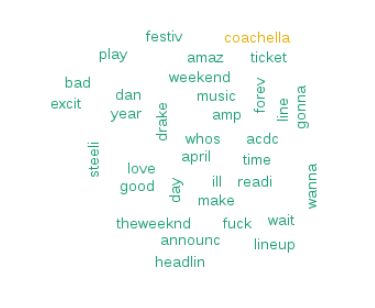 festiv coachella
play amaz ticket
bad weekend
excit dan music forev line gonna
year drake amp
whos acdc
steeli april time
love
good day ill readi wanna
make
theweeknd fuck wait
announc lineup
headlin